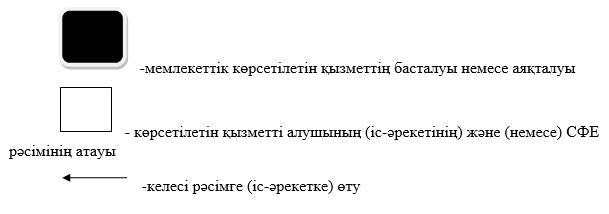 -мемлекеттік көрсетілетін қызметтің басталуы немесе аяқталуы
- көрсетілетін қызметті алушының (іс-әрекетінің) және (немесе) СФЕ
рәсімінің атауы
-келесі рәсімге (іс-әрекетке) өту